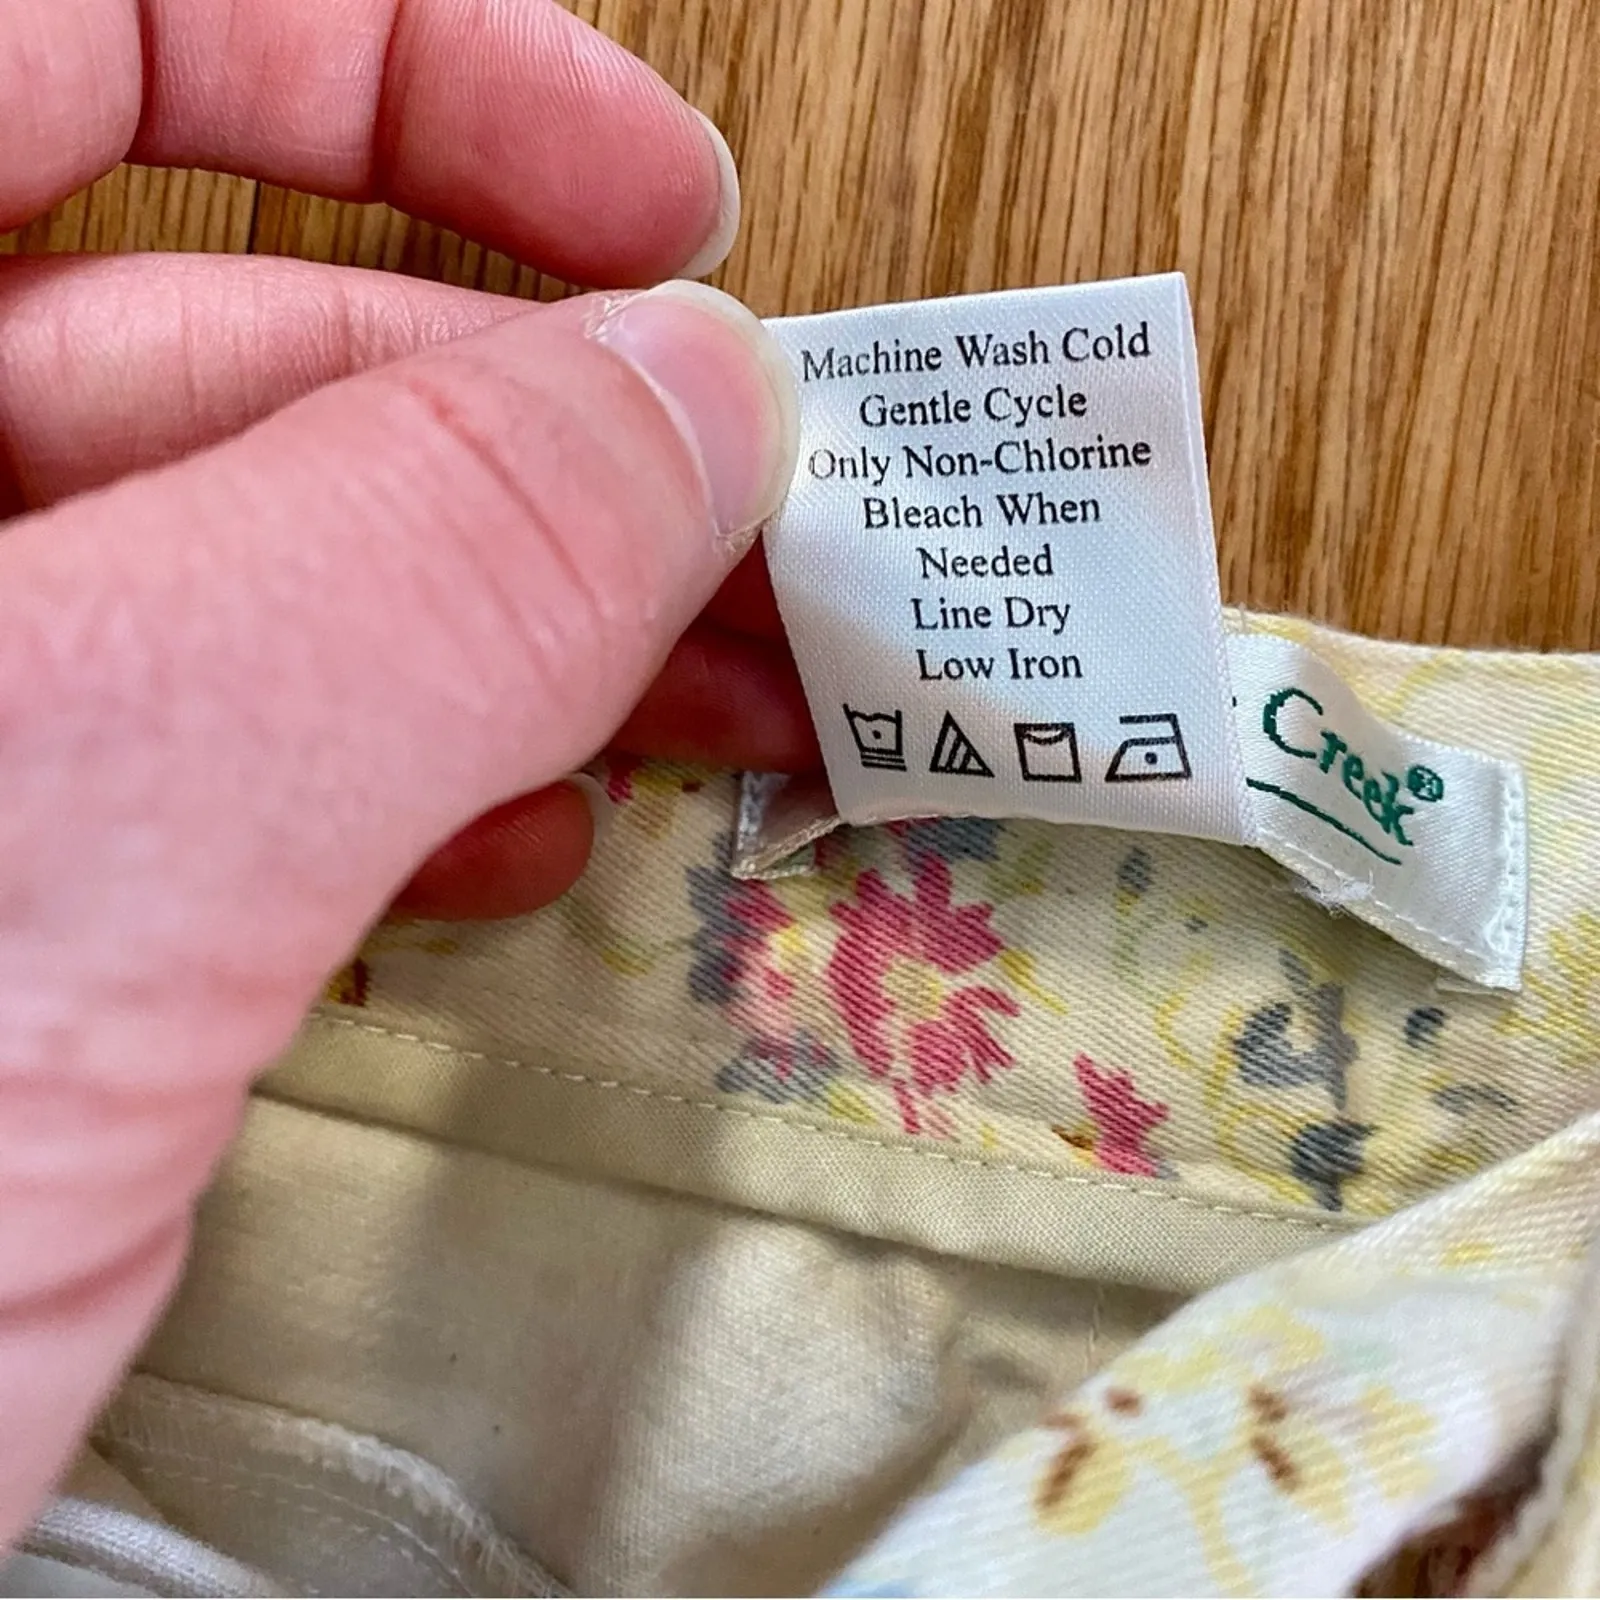 Machine Wash Cold
Gentle Cycle
Only Non-Chlorine
Bleach When
Needed
Line Dry
Low Iron
Creek®